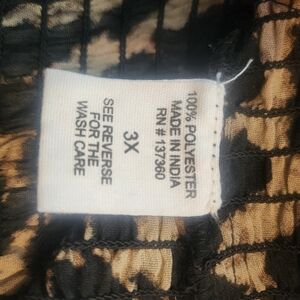 100% POLYESTER
MADE IN INDIA
RN # 137360
3X
SEE REVERSE
FOR THE
WASH CARE